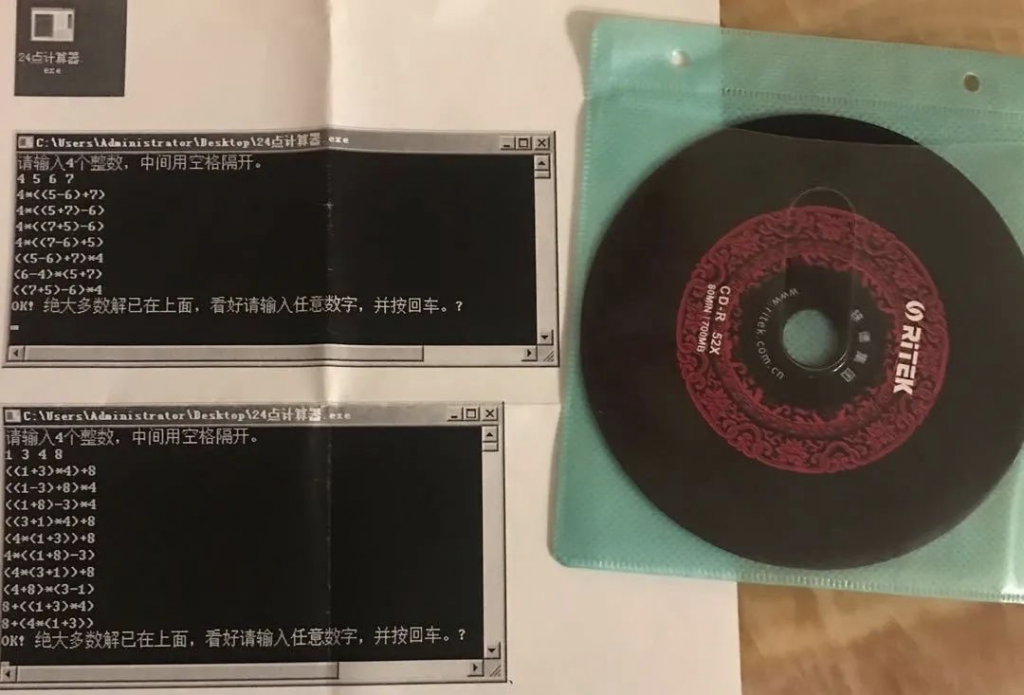 24点计算器.
exe
C:\Users\Administrator\Desktop\24点计算器.exe
请输入4个整数，中间用空格隔开。
4 5 6 7
4*((5-6)+7)
4*((5+7)-6)
4*((7+5)-6)
4*((7-6)+5)
((5-6)+7)*4
(6-4)*(5+7)
((7+5)-6)*4
OK! 绝大多数解已在上面，看好请输入任意数字，并按回车。?
C:\Users\Administrator\Desktop\24点计算器.exe
请输入4个整数，中间用空格隔开。
1 3 4 8
((1+3)*4)+8
((1-3)+8)*4
((1+8)-3)*4
((3+1)*4)+8
(4*(1+3))+8
4*((1+8)-3)
(4*(3+1))+8
(4+8)*(3-1)
8+((1+3)*4)
8+(4*(1+3))
OK! 绝大多数解已在上面，看好请输入任意数字，并按回车。?
RiTEK
铼德集团
www.ritek.com.cn
CD-R 52X
80MIN/700MB